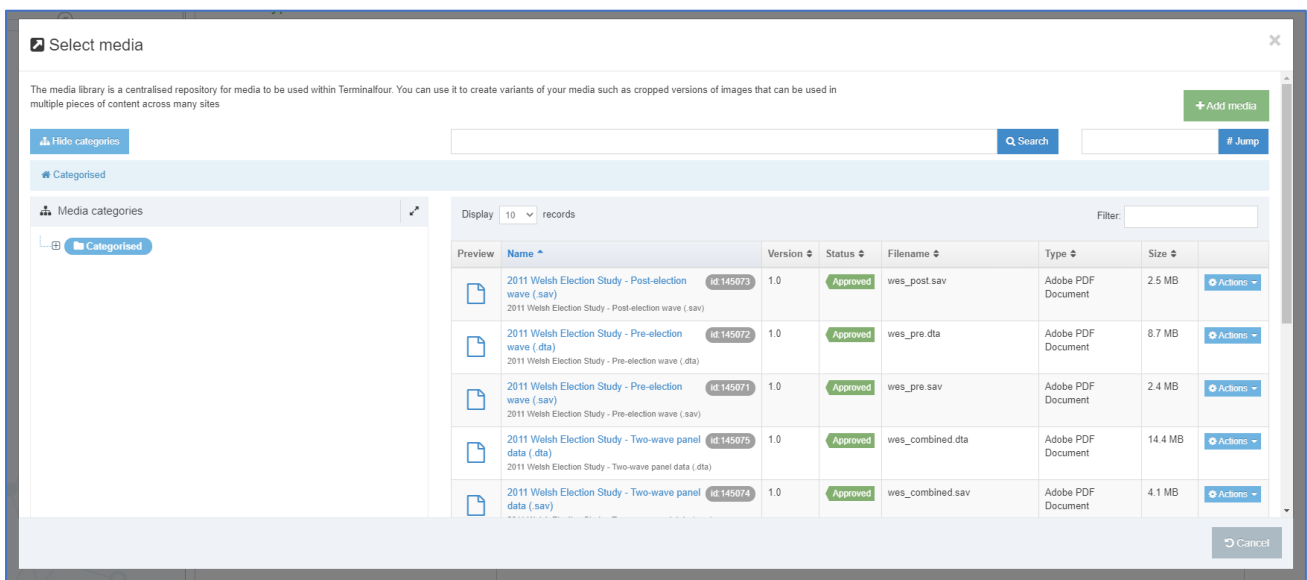 Select media
×
The media library is a centralised repository for media to be used within Terminalfour. You can use it to create variants of your media such as cropped versions of images that can be used in
multiple pieces of content across many sites
+ Add media
Hide categories
Search
# Jump
Categorised
Media categories
Display 10 records
Filter:
Categorised
Preview Name Version Status Filename Type Size
2011 Welsh Election Study - Post-election id:145073 1.0 Approved wes_post.sav Adobe PDF 2.5 MB Actions
wave (.sav) Document
2011 Welsh Election Study - Post-election wave (.sav)
2011 Welsh Election Study - Pre-election id:145072 1.0 Approved wes_pre.dta Adobe PDF 8.7 MB Actions
wave (.dta) Document
2011 Welsh Election Study - Pre-election wave (.dta)
2011 Welsh Election Study - Pre-election id:145071 1.0 Approved wes_pre.sav Adobe PDF 2.4 MB Actions
wave (.sav) Document
2011 Welsh Election Study - Pre-election wave (.sav)
2011 Welsh Election Study - Two-wave panel id:145075 1.0 Approved wes_combined.dta Adobe PDF 14.4 MB Actions
data (.dta) Document
2011 Welsh Election Study - Two-wave panel data (.dta)
2011 Welsh Election Study - Two-wave panel id:145074 1.0 Approved wes_combined.sav Adobe PDF 4.1 MB Actions
data (.sav) Document
Cancel